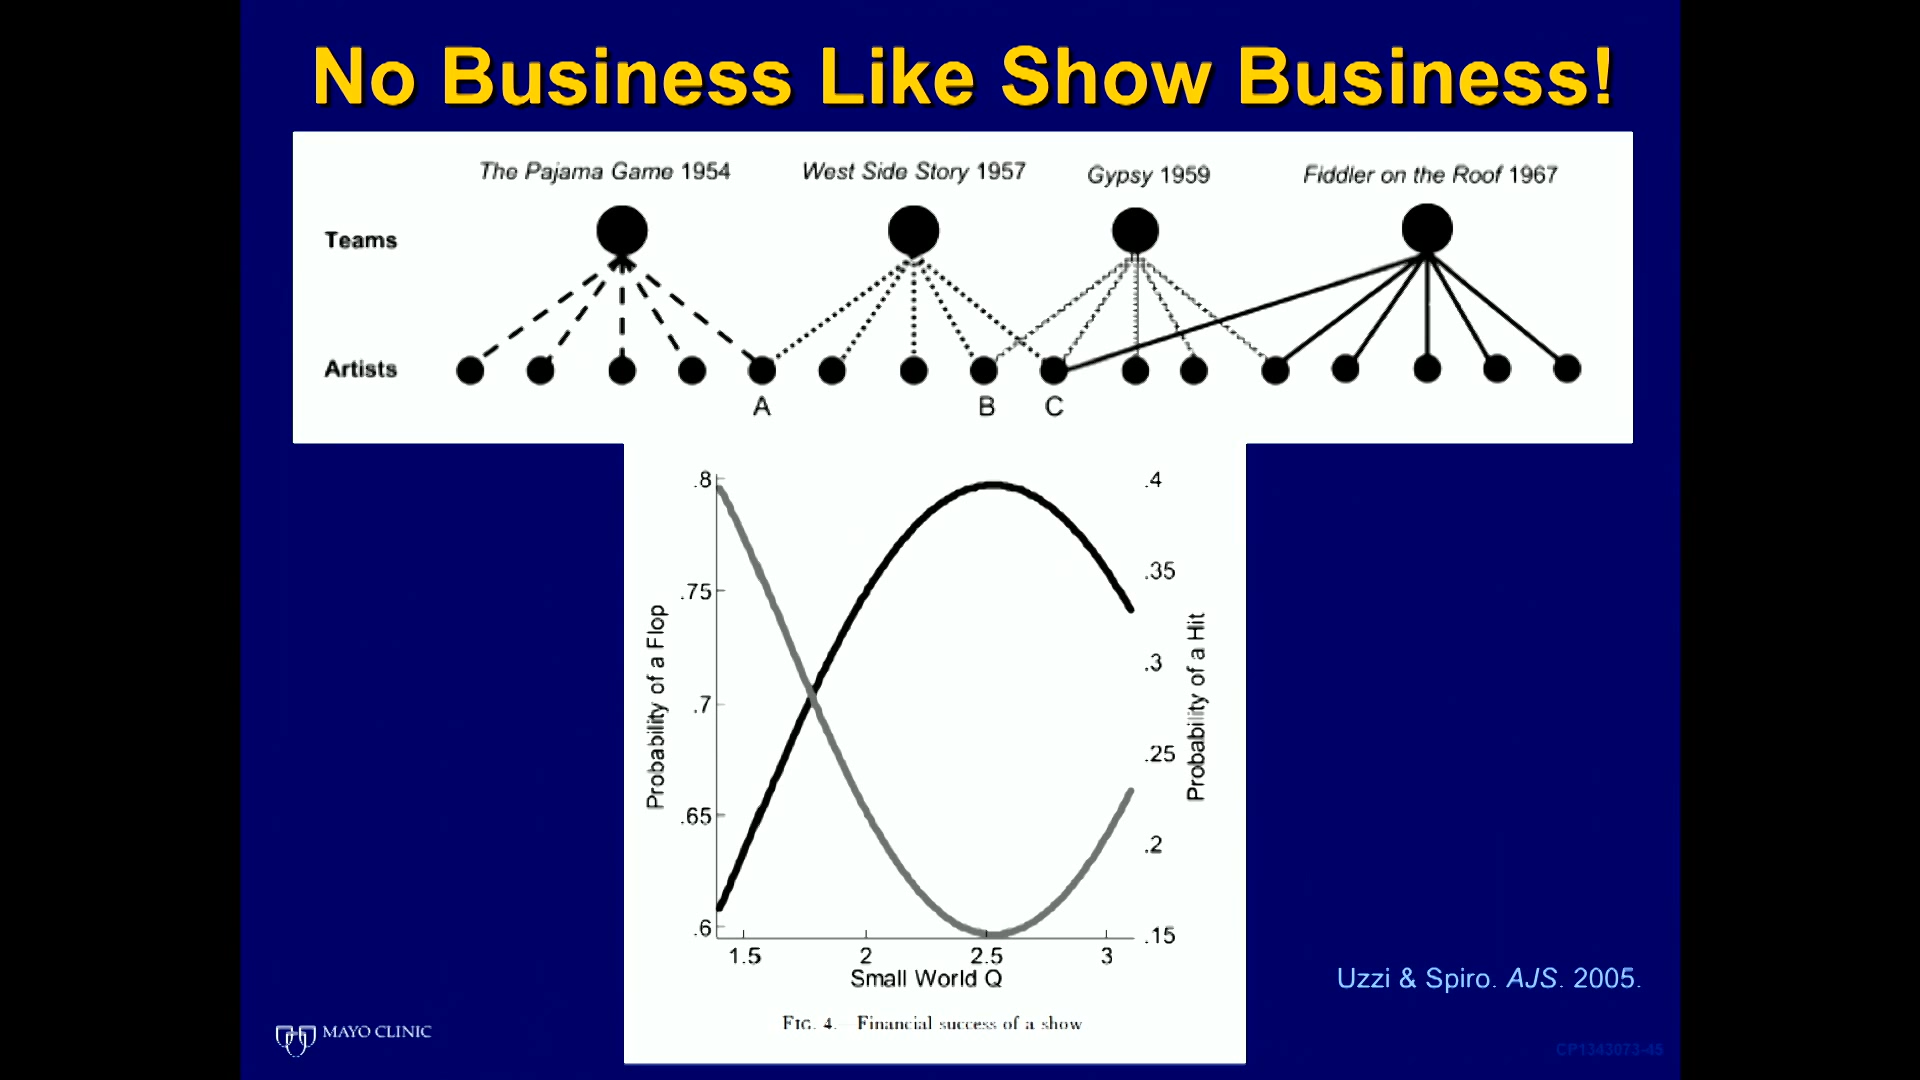 No Business Like Show Business!
The Pajama Game 1954
West Side Story 1957
Gypsy 1959
Fiddler on the Roof 1967
Teams
Artists
A
B
C
.8
.75
.7
.65
.6
Probability of a Flop
.4
.35
.3
.25
.2
.15
Probability of a Hit
1.5
2
2.5
3
Small World Q
FIG. 4. Financial success of a show
Uzzi & Spiro. AJS. 2005.
MAYO CLINIC
CP1343073-45